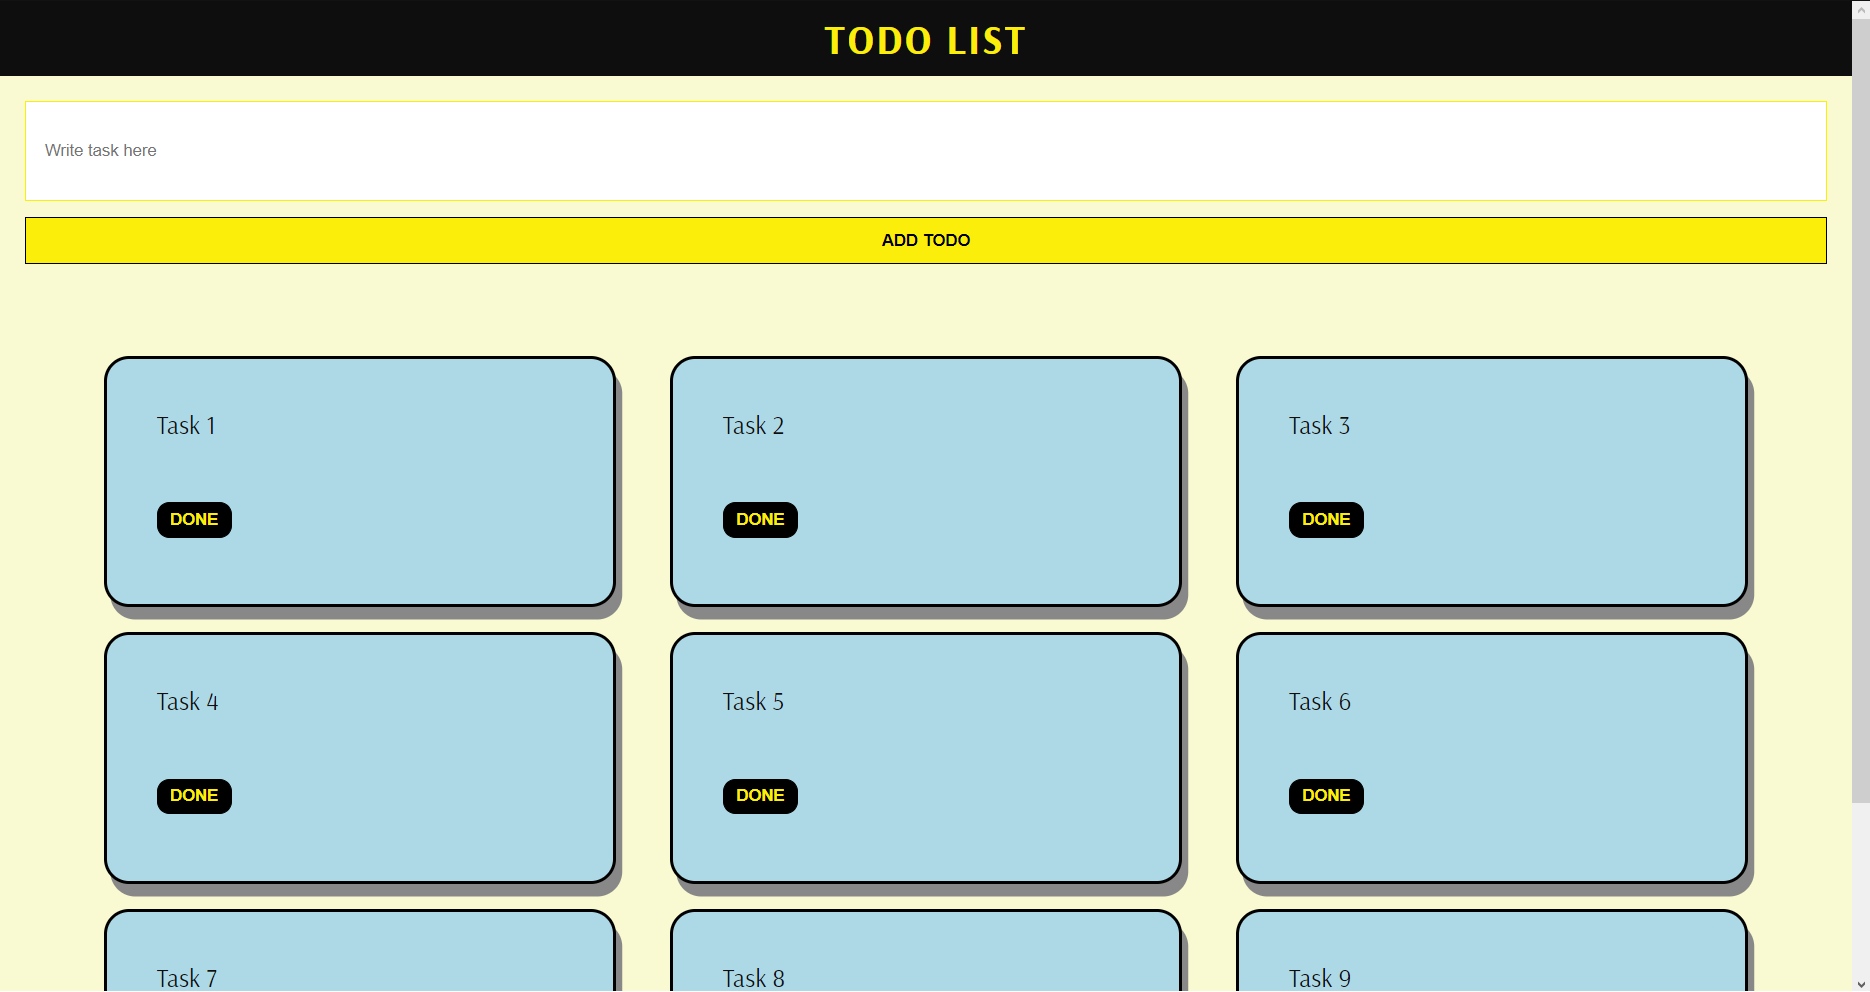 TODO LIST
Write task here
ADD TODO
Task 1
Task 2
Task 3
DONE
DONE
DONE
Task 4
Task 5
Task 6
DONE
DONE
DONE
Task 7
Task 8
Task 9